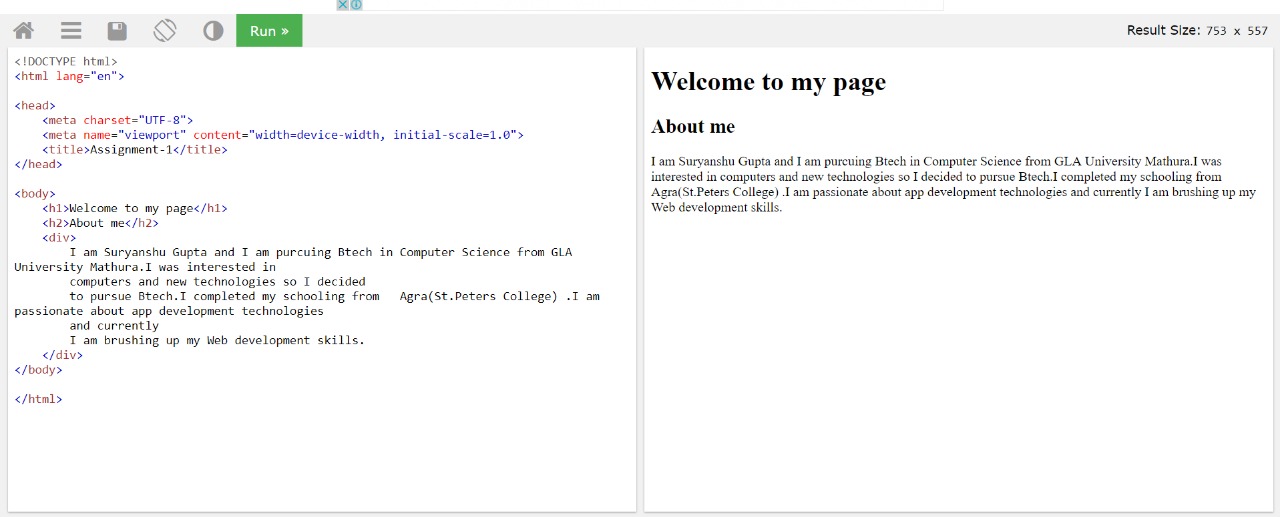 Run »
Result Size: 753 x 557
<!DOCTYPE html>
<html lang="en">
<head>
<meta charset="UTF-8">
<meta name="viewport" content="width=device-width, initial-scale=1.0">
<title>Assignment-1</title>
</head>
<body>
<h1>Welcome to my page</h1>
<h2>About me</h2>
<div>
I am Suryanshu Gupta and I am purcuing Btech in Computer Science from GLA
University Mathura.I was interested in
computers and new technologies so I decided
to pursue Btech.I completed my schooling from   Agra(St.Peters College) .I am
passionate about app development technologies
and currently
I am brushing up my Web development skills.
</div>
</body>
</html>
Welcome to my page
About me
I am Suryanshu Gupta and I am purcuing Btech in Computer Science from GLA University Mathura.I was
interested in computers and new technologies so I decided to pursue Btech.I completed my schooling from
Agra(St.Peters College) .I am passionate about app development technologies and currently I am brushing up my
Web development skills.